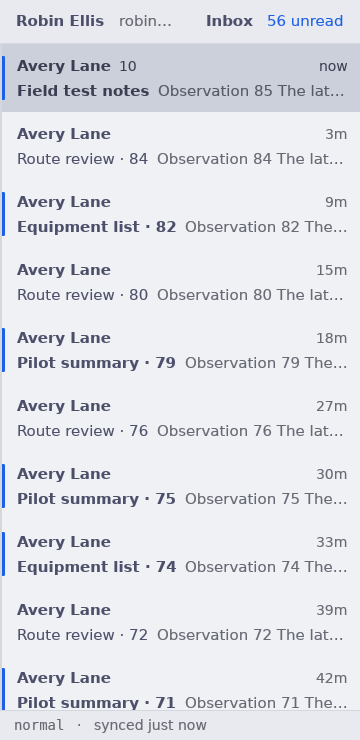 Robin Ellis robin… Inbox 56 unread
Avery Lane 10 now
Field test notes Observation 85 The lat…
Avery Lane 3m
Route review · 84 Observation 84 The lat…
Avery Lane 9m
Equipment list · 82 Observation 82 The…
Avery Lane 15m
Route review · 80 Observation 80 The lat…
Avery Lane 18m
Pilot summary · 79 Observation 79 The…
Avery Lane 27m
Route review · 76 Observation 76 The lat…
Avery Lane 30m
Pilot summary · 75 Observation 75 The…
Avery Lane 33m
Equipment list · 74 Observation 74 The…
Avery Lane 39m
Route review · 72 Observation 72 The lat…
Avery Lane 42m
Pilot summary · 71 Observation 71 The…
normal · synced just now